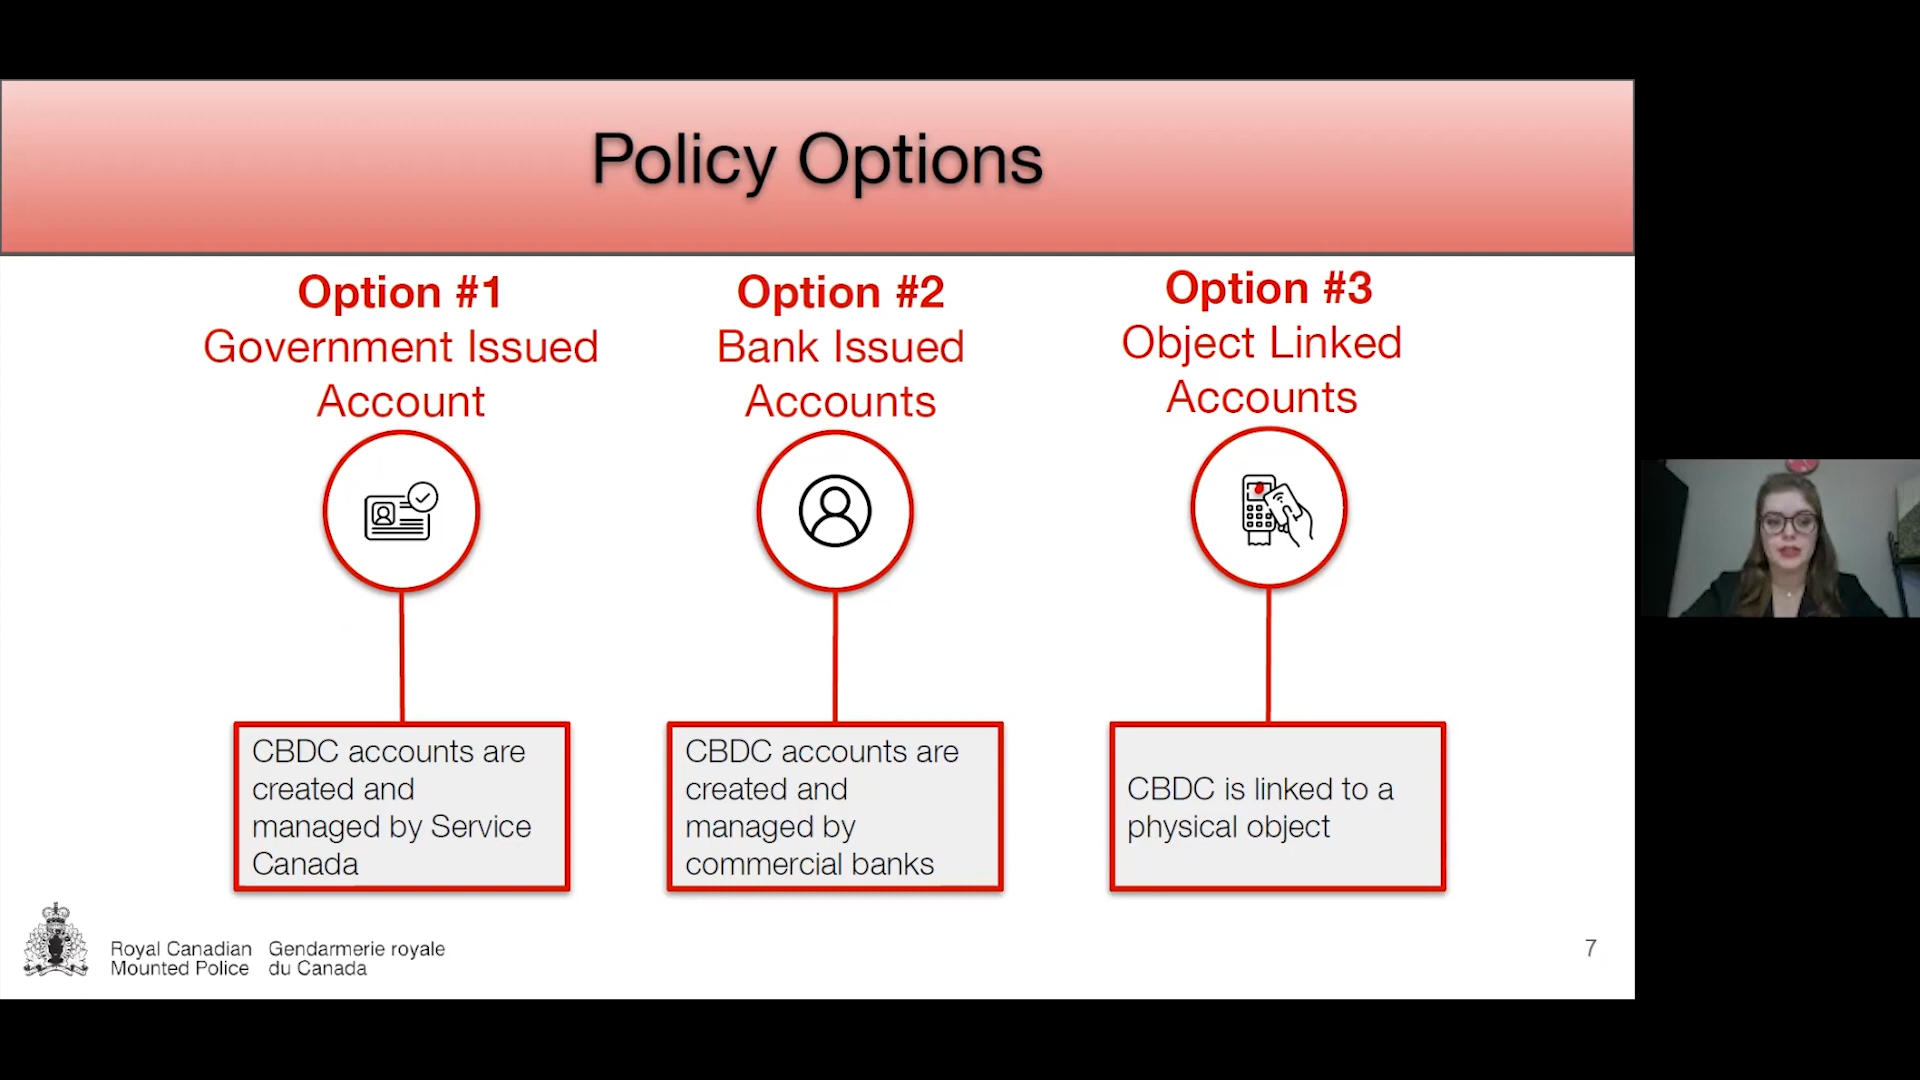 Policy Options
Option #1
Government Issued
Account
CBDC accounts are
created and
managed by Service
Canada
Option #2
Bank Issued
Accounts
CBDC accounts are
created and
managed by
commercial banks
Option #3
Object Linked
Accounts
CBDC is linked to a
physical object
Royal Canadian
Mounted Police
Gendarmerie royale
du Canada
7